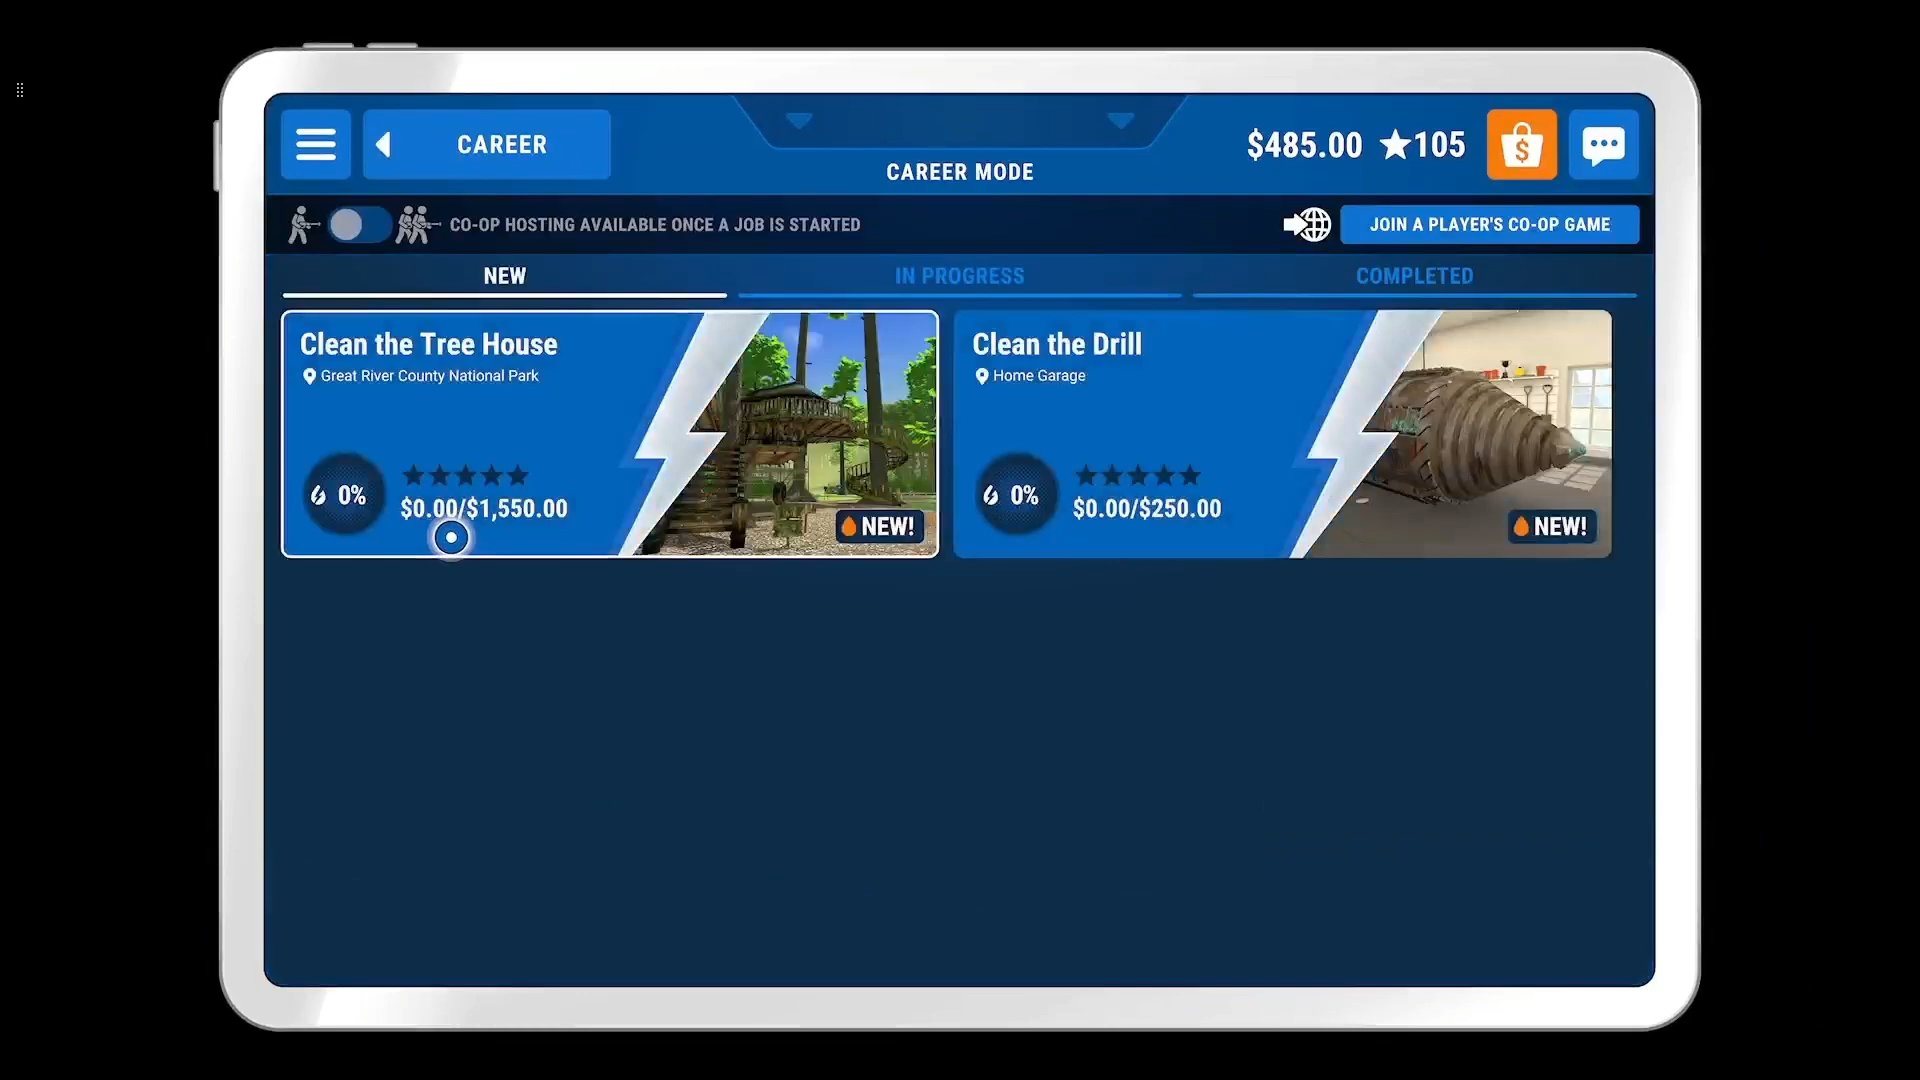 CAREER
CAREER MODE
$485.00 ★105
CO-OP HOSTING AVAILABLE ONCE A JOB IS STARTED
JOIN A PLAYER'S CO-OP GAME
NEW
IN PROGRESS
COMPLETED
Clean the Tree House
Great River County National Park
0%
$0.00/$1,550.00
NEW!
Clean the Drill
Home Garage
0%
$0.00/$250.00
NEW!